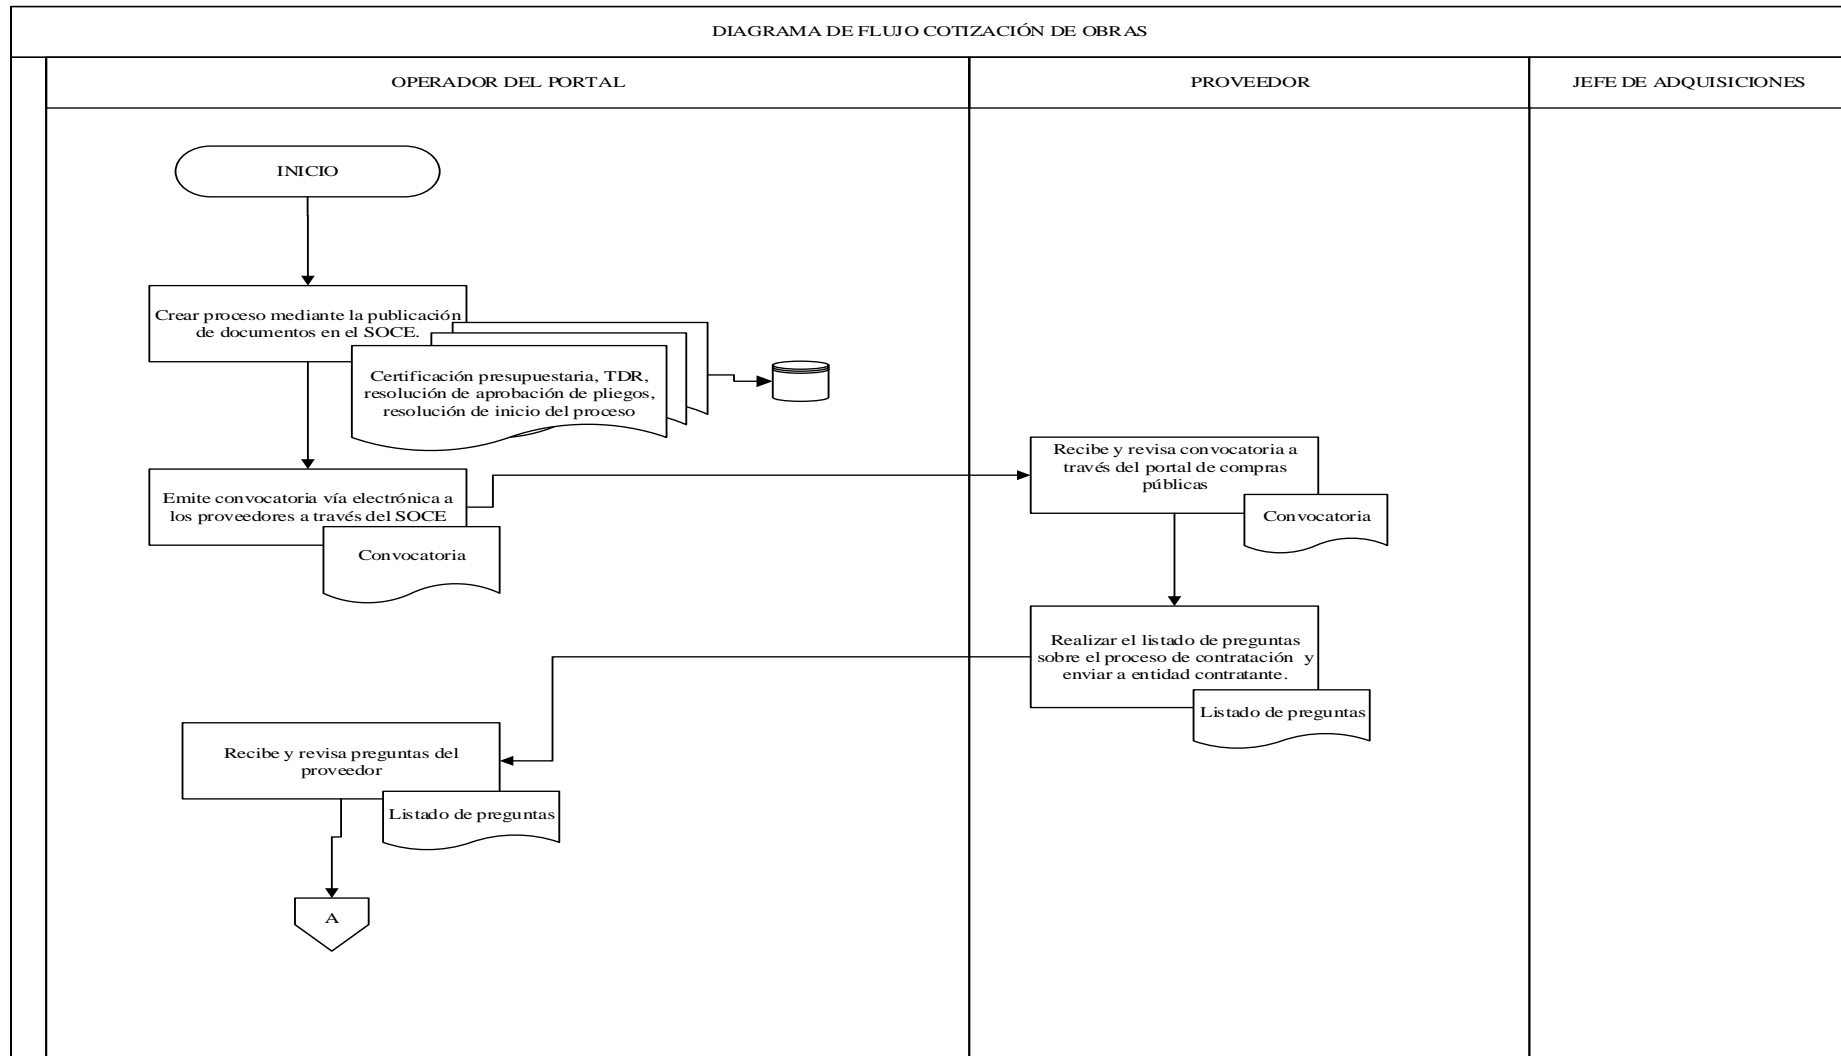 DIAGRAMA DE FLUJO COTIZACIÓN DE OBRAS
OPERADOR DEL PORTAL
PROVEEDOR
JEFE DE ADQUISICIONES
INICIO
Crear proceso mediante la publicación
de documentos en el SOCE.
Certificación presupuestaria, TDR,
resolución de aprobación de pliegos,
resolución de inicio del proceso
Emite convocatoria vía electrónica a
los proveedores a través del SOCE
Convocatoria
Recibe y revisa convocatoria a
través del portal de compras
públicas
Convocatoria
Realizar el listado de preguntas
sobre el proceso de contratación y
enviar a entidad contratante.
Listado de preguntas
Recibe y revisa preguntas del
proveedor
Listado de preguntas
A